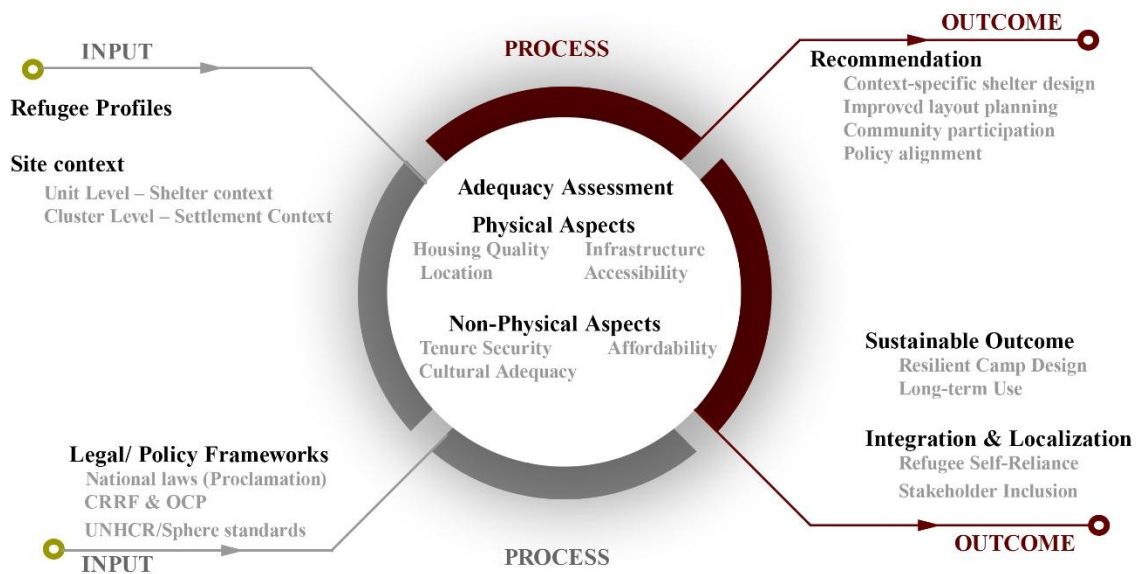 INPUT
Refugee Profiles
Site context
Unit Level – Shelter context
Cluster Level – Settlement Context
PROCESS
OUTCOME
Recommendation
Context-specific shelter design
Improved layout planning
Community participation
Policy alignment
Adequacy Assessment
Physical Aspects
Housing Quality Infrastructure
Location Accessibility
Non-Physical Aspects
Tenure Security Affordability
Cultural Adequacy
Legal/ Policy Frameworks
National laws (Proclamation)
CRRF & OCP
UNHCR/Sphere standards
INPUT
PROCESS
Sustainable Outcome
Resilient Camp Design
Long-term Use
Integration & Localization
Refugee Self-Reliance
Stakeholder Inclusion
OUTCOME